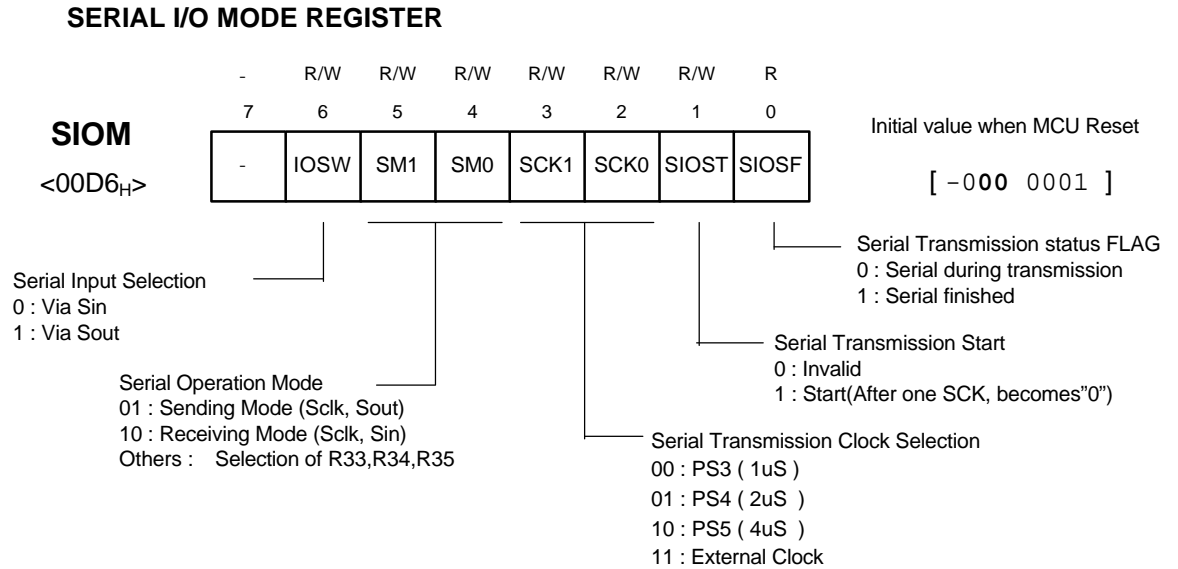 SERIAL I/O MODE REGISTER
- R/W R/W R/W R/W R/W R/W R
7 6 5 4 3 2 1 0
SIOM
<00D6H>
- IOSW SM1 SM0 SCK1 SCK0 SIOST SIOSF
Initial value when MCU Reset
[ -000 0001 ]
Serial Transmission status FLAG
0 : Serial during transmission
1 : Serial finished
Serial Input Selection
0 : Via Sin
1 : Via Sout
Serial Transmission Start
0 : Invalid
1 : Start(After one SCK, becomes”0”)
Serial Operation Mode
01 : Sending Mode (Sclk, Sout)
10 : Receiving Mode (Sclk, Sin)
Others : Selection of R33,R34,R35
Serial Transmission Clock Selection
00 : PS3 ( 1uS )
01 : PS4 ( 2uS )
10 : PS5 ( 4uS )
11 : External Clock